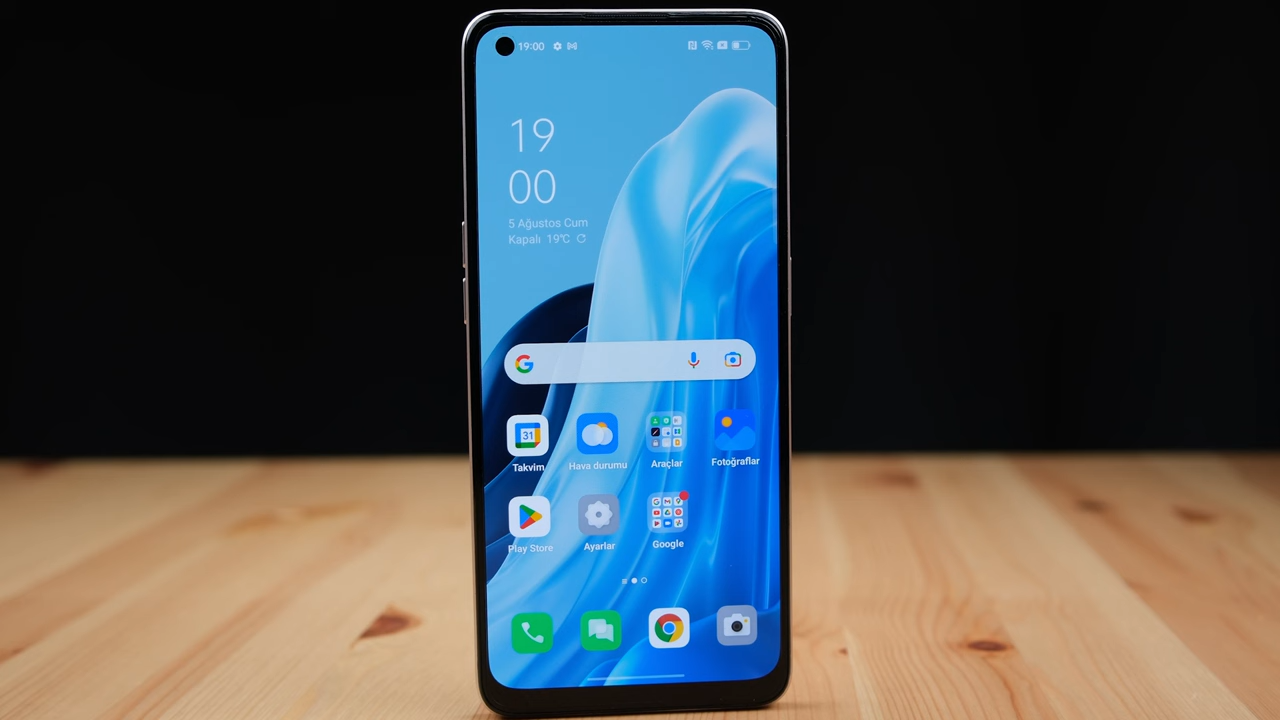 19:00
19
00
5 Ağustos Cum
Kapalı 19°C
31
Takvim
Hava durumu
Araçlar
Fotoğraflar
Play Store
Ayarlar
Google